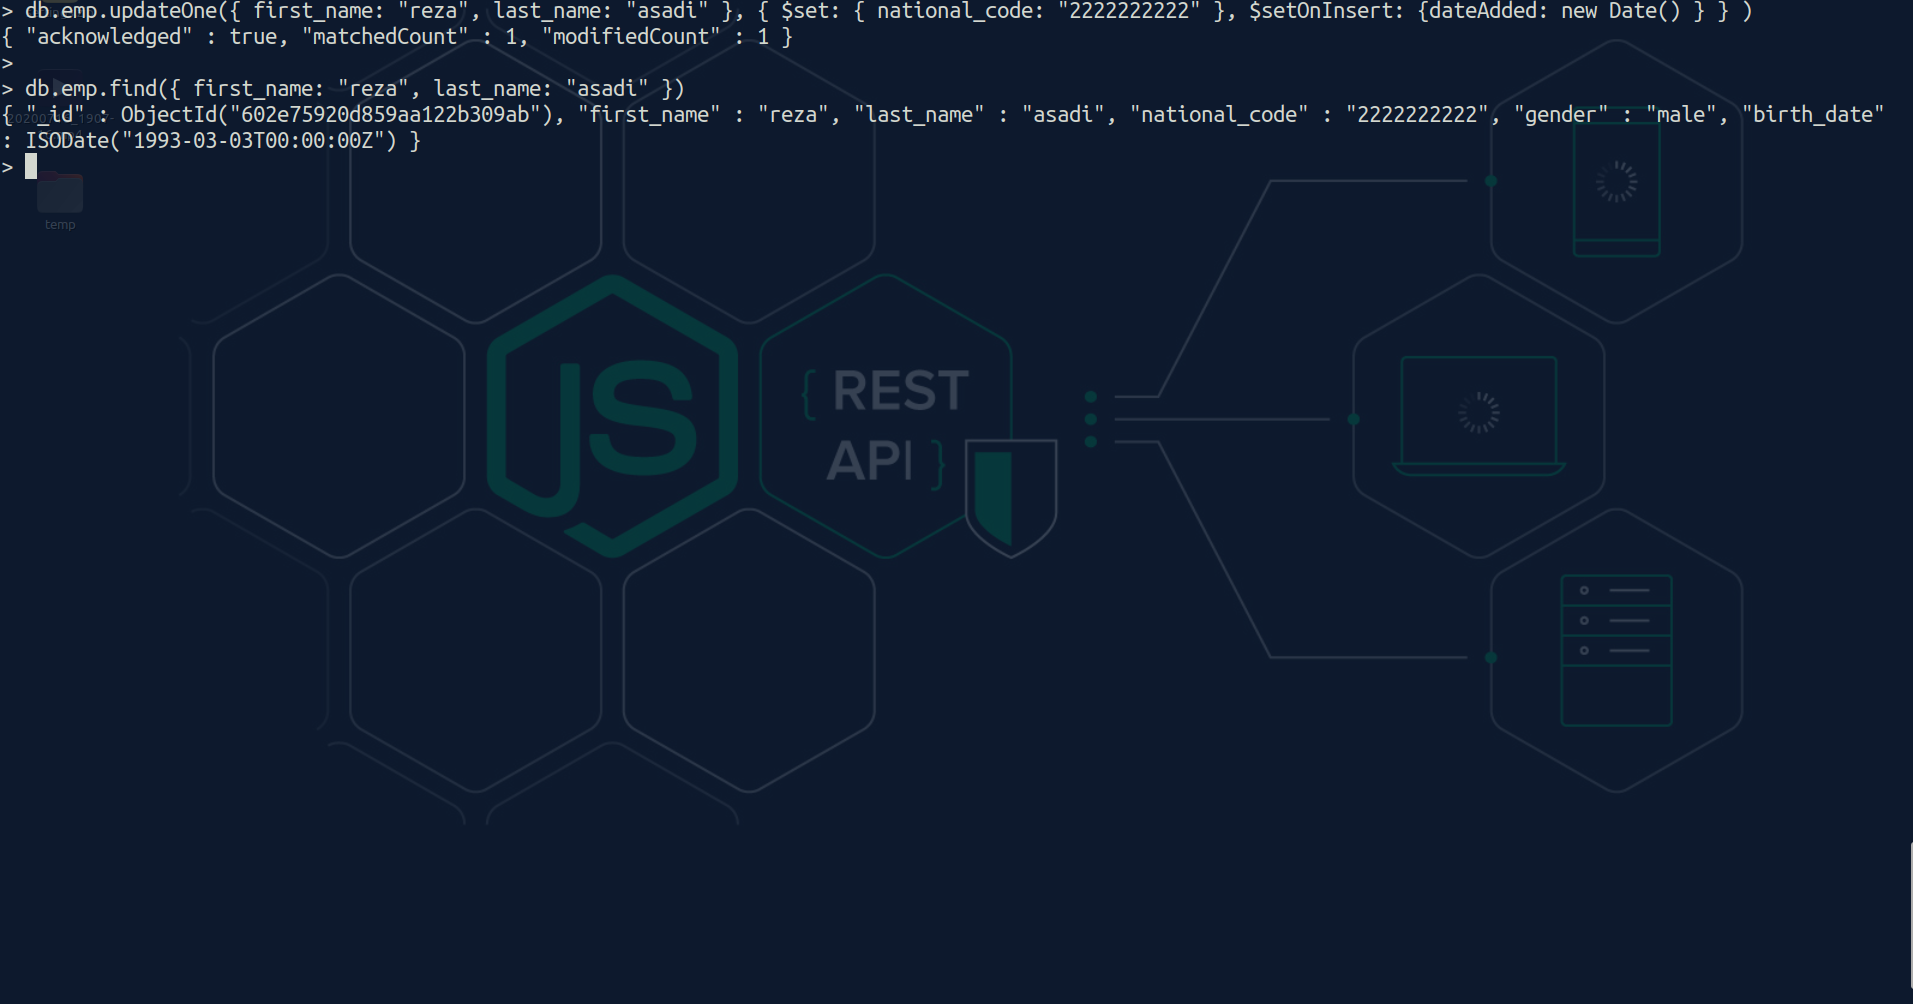 > db.emp.updateOne({ first_name: "reza", last_name: "asadi" }, { $set: { national_code: "2222222222" }, $setOnInsert: {dateAdded: new Date() } } )
{ "acknowledged" : true, "matchedCount" : 1, "modifiedCount" : 1 }
>
> db.emp.find({ first_name: "reza", last_name: "asadi" })
{ "_id" : ObjectId("602e75920d859aa122b309ab"), "first_name" : "reza", "last_name" : "asadi", "national_code" : "2222222222", "gender" : "male", "birth_date"
: ISODate("1993-03-03T00:00:00Z") }
>
temp
JS
{ REST
API }